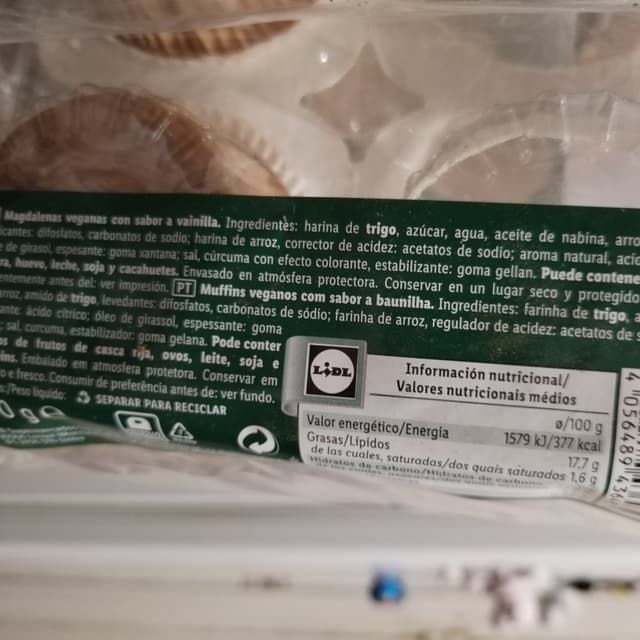 Magdalenas veganas con sabor a vainilla. Ingredientes: harina de trigo, azúcar, agua, aceite de nabina,
difosfatos, carbonatos de sodio; harina de arroz, corrector de acidez: acetatos de sodio; aroma natural,
de girasol, espesante: goma xantana; sal, cúrcuma con efecto colorante, estabilizante: goma gellan. Puede
huevo, leche, soja y cacahuetes. Envasado en atmósfera protectora. Conservar en un lugar seco y protegido
antes del: ver impresión. PT Muffins veganos com sabor a baunilha. Ingredientes: farinha de trigo,
amido de trigo, levedantes: difosfatos, carbonatos de sódio; farinha de arroz, regulador de acidez: acetatos de
ácido cítrico; óleo de girassol, espessante: goma
sal, curcuma, estabilizador: goma gelana. Pode conter
de frutos de casca rija, ovos, leite, soja e
Embalado em atmosfera protetora. Conservar em
e fresco. Consumir de preferência antes de: ver fundo.
Peso líquido: SEPARAR PARA RECICLAR
LIDL
Información nutricional/
Valores nutricionais médios
ø/100 g
Valor energético/Energia 1579 kJ/377 kcal
Grasas/Lípidos 17,7 g
de las cuales, saturadas/dos quais saturados 1,6 g
Hidratos de carbono/Hidratos de carbono